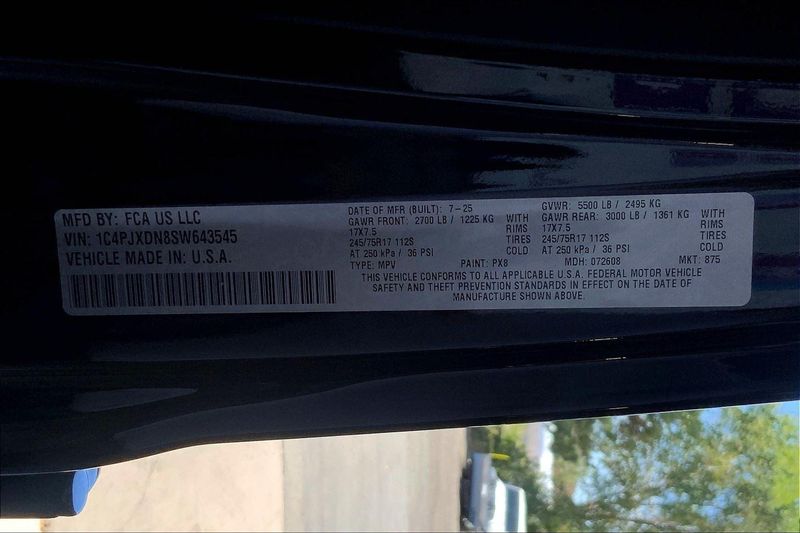 MFD BY: FCA US LLC
VIN: 1C4PJXDN8SW643545
VEHICLE MADE IN: U.S.A.
DATE OF MFR (BUILT): 7-25
GAWR FRONT: 2700 LB / 1225 KG WITH
17X7.5 RIMS
245/75R17 112S TIRES
AT 250 kPa / 36 PSI COLD
GVWR: 5500 LB / 2495 KG
GAWR REAR: 3000 LB / 1361 KG WITH
17X7.5 RIMS
245/75R17 112S TIRES
AT 250 kPa / 36 PSI COLD
TYPE: MPV PAINT: PX8 MDH: 072608 MKT: 875
THIS VEHICLE CONFORMS TO ALL APPLICABLE U.S.A. FEDERAL MOTOR VEHICLE
SAFETY AND THEFT PREVENTION STANDARDS IN EFFECT ON THE DATE OF
MANUFACTURE SHOWN ABOVE.